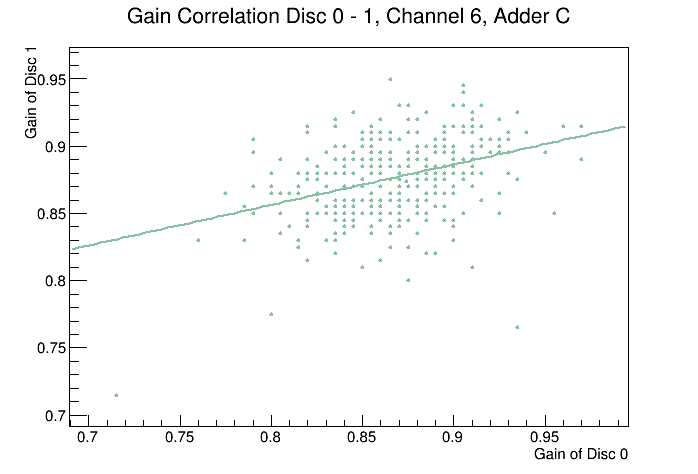 Gain Correlation Disc 0 - 1, Channel 6, Adder C
Gain of Disc 1
0.95
0.9
0.85
0.8
0.75
0.7
0.7 0.75 0.8 0.85 0.9 0.95
Gain of Disc 0